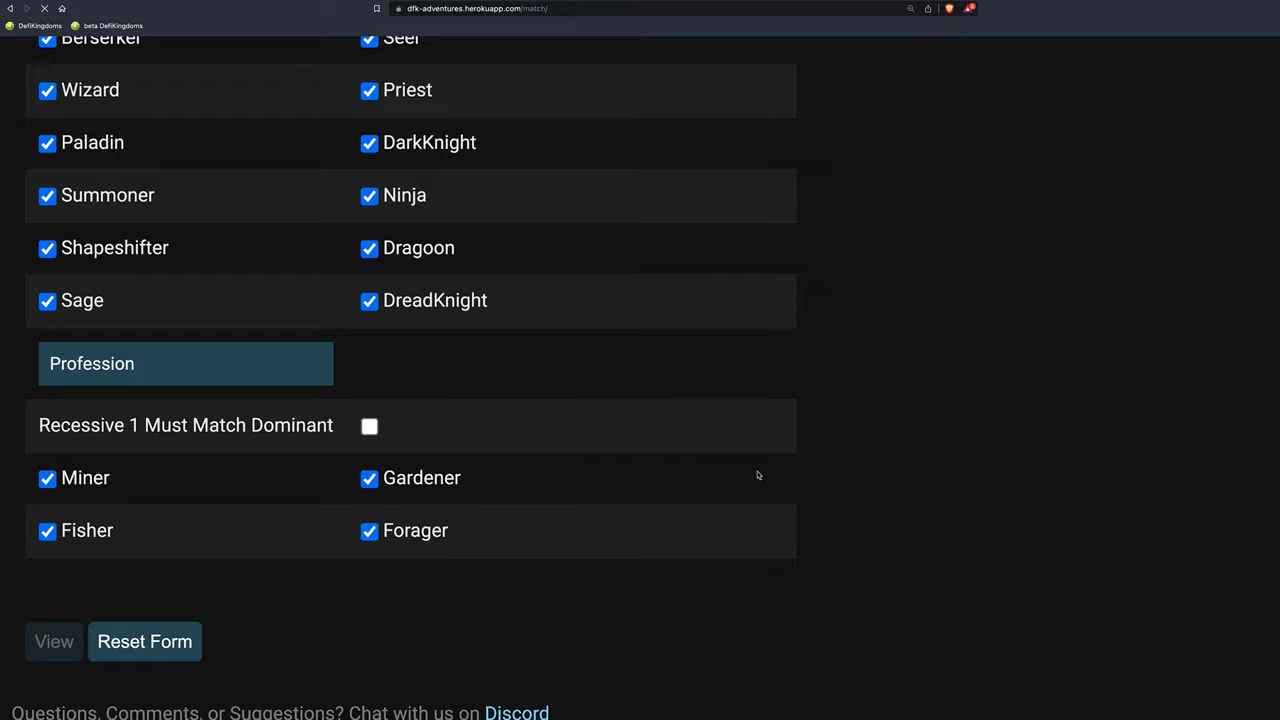 dfk-adventures.herokuapp.com/match/
DefiKingdoms beta DefiKingdoms
Berserker Seer
Wizard Priest
Paladin DarkKnight
Summoner Ninja
Shapeshifter Dragoon
Sage DreadKnight
Profession
Recessive 1 Must Match Dominant
Miner Gardener
Fisher Forager
View Reset Form
Questions, Comments, or Suggestions? Chat with us on Discord